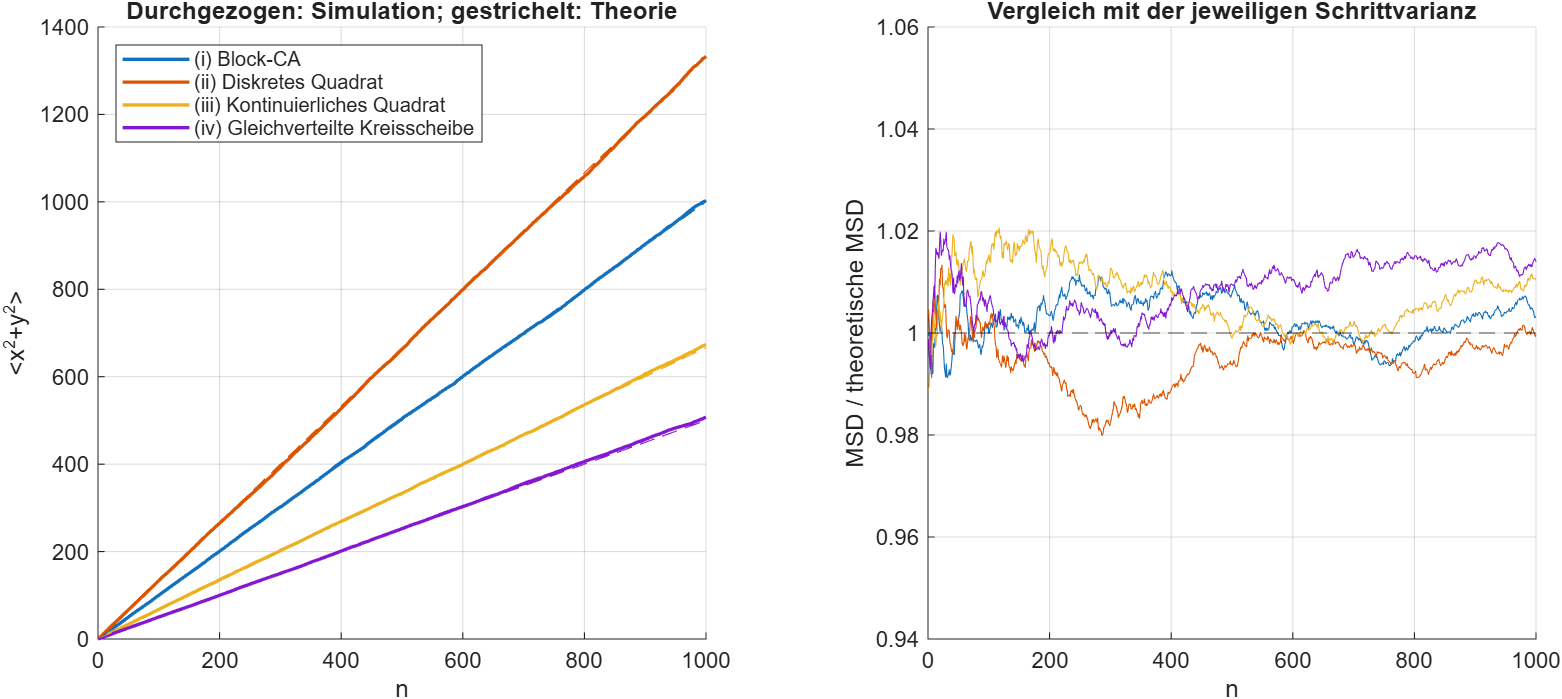 Durchgezogen: Simulation; gestrichelt: Theorie
1400
1200
1000
800
600
400
200
0
<x²+y²>
(i) Block-CA
(ii) Diskretes Quadrat
(iii) Kontinuierliches Quadrat
(iv) Gleichverteilte Kreisscheibe
0 200 400 600 800 1000
n
Vergleich mit der jeweiligen Schrittvarianz
1.06
1.04
1.02
1
0.98
0.96
0.94
MSD / theoretische MSD
0 200 400 600 800 1000
n